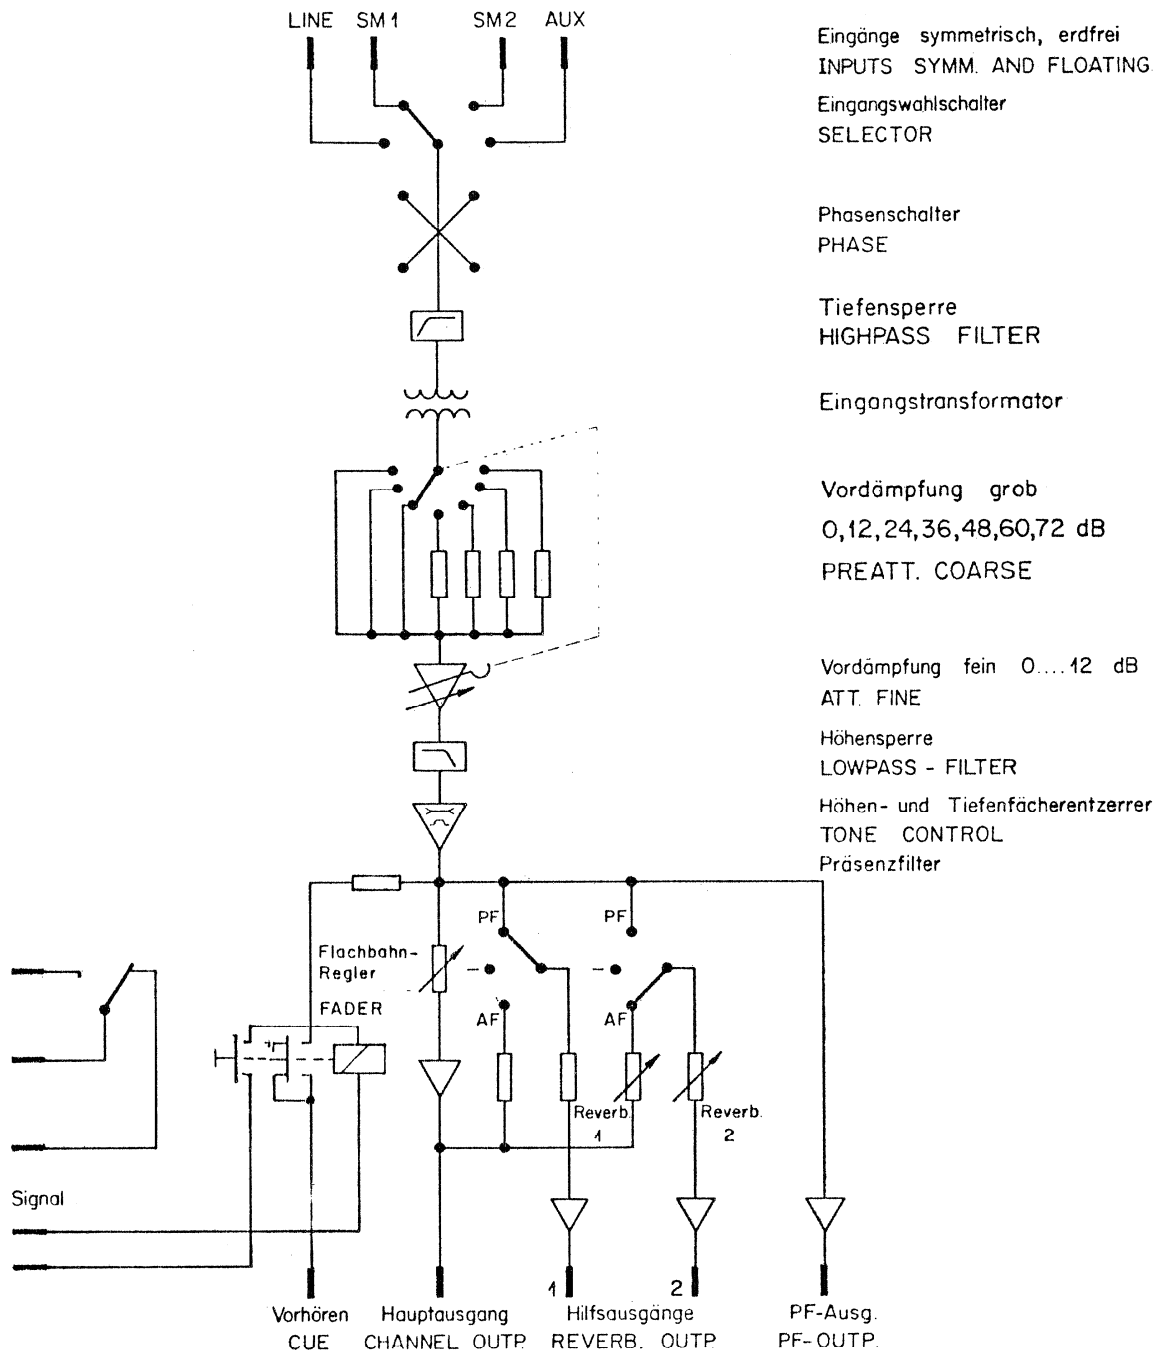 LINE SM1 SM2 AUX
Eingänge symmetrisch, erdfrei
INPUTS SYMM. AND FLOATING
Eingangswahlschalter
SELECTOR
Phasenschalter
PHASE
Tiefensperre
HIGHPASS FILTER
Eingangstransformator
Vordämpfung grob
0,12,24,36,48,60,72 dB
PREATT. COARSE
Vordämpfung fein 0....12 dB
ATT. FINE
Höhensperre
LOWPASS - FILTER
Höhen- und Tiefenfächerentzerrer
TONE CONTROL
Präsenzfilter
PF PF
Flachbahn-
Regler
FADER
AF AF
Reverb.
1
Reverb.
2
Signal
1 2
Vorhören
CUE
Hauptausgang
CHANNEL OUTP.
Hilfsausgänge
REVERB. OUTP.
PF-Ausg.
PF-OUTP.